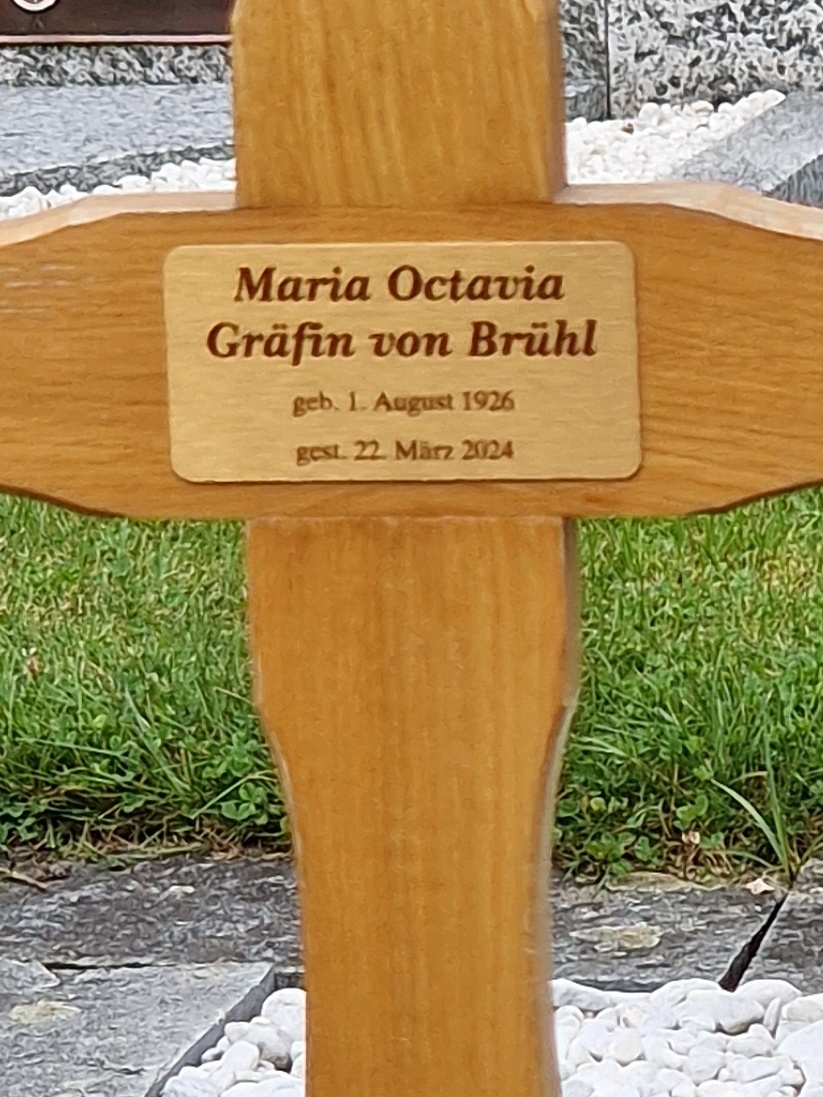 Maria Octavia
Gräfin von Brühl
geb. 1. August 1926
gest. 22. März 2024